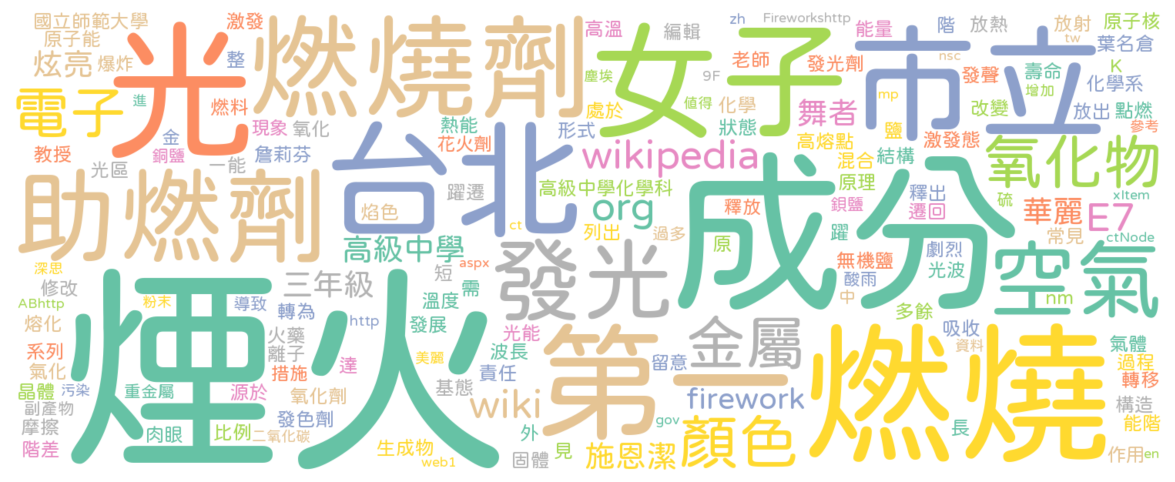 國立師範大學
激發
原子能
炫亮
爆炸
整
光
燃燒劑
高溫
編輯
zh
Fireworkshttp
能量
階
放熱
放射
原子核
tw
葉名倉
女子
老師
發光劑
市立
nsc
發聲
壽命
K
增加
化學系
電子
進
燃料
塵埃
9F
處於
值得
化學
舞者
mp
鹽
改變
放出
點燃
參考
教授
金
銅鹽
現象
氧化
熱能
花火劑
形式
狀態
高熔點
激發態
光區
一能
詹莉芬
台北
wikipedia
混合
結構
氧化物
助燃劑
躍遷
高級中學化學科
原理
釋出
硫
xItem
焰色
org
釋放
鋇鹽
遷回
華麗
E7
ct
列出
過多
成分
常見
ctNode
高級中學
原
躍
劇烈
無機鹽
光波
空氣
深思
修改
三年級
短
aspx
溫度
需
發光
酸雨
中
nm
ABhttp
粉末
導致
轉為
http
發展
多餘
熔化
煙火
火藥
光能
第一
金屬
吸收
資料
系列
離子
達
美麗
波長
留意
燃燒
氣體
氣化
措施
責任
過程
晶體
污染
重金屬
源於
氧化劑
基態
wiki
firework
轉移
副產物
發色劑
構造
摩擦
肉眼
比例
二氧化碳
外
gov
顏色
長
能階
階差
生成物
web1
固體
見
施恩潔
作用
en